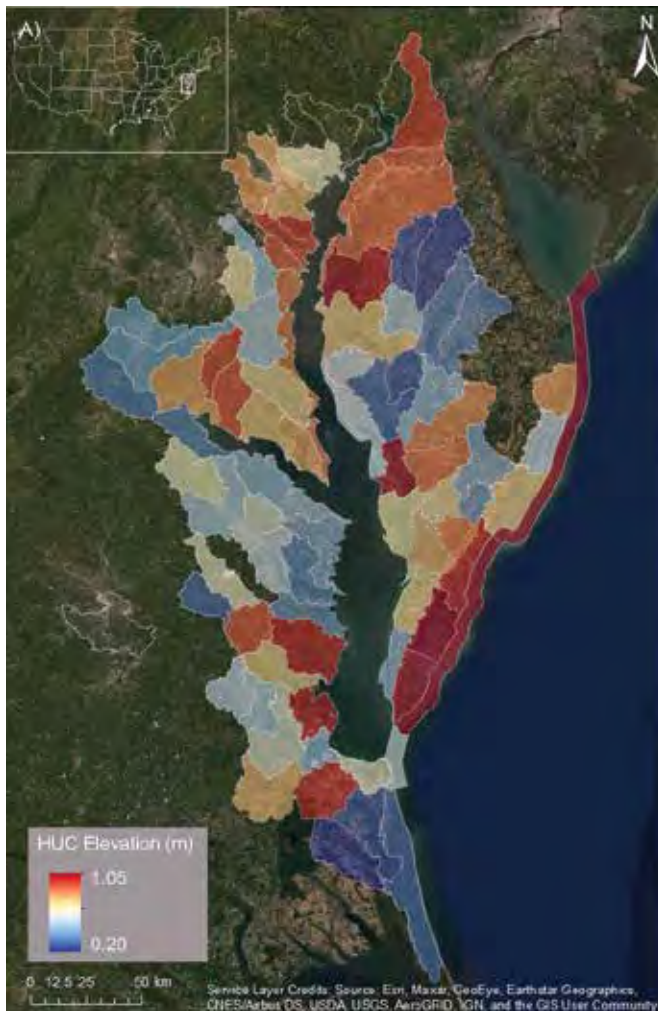 A)
N
HUC Elevation (m)
1.05
0.20
0 12.5 25 50 km
Service Layer Credits: Source: Esri, Maxar, GeoEye, Earthstar Geographics,
CNES/Airbus DS, USDA, USGS, AeroGRID, IGN, and the GIS User Community